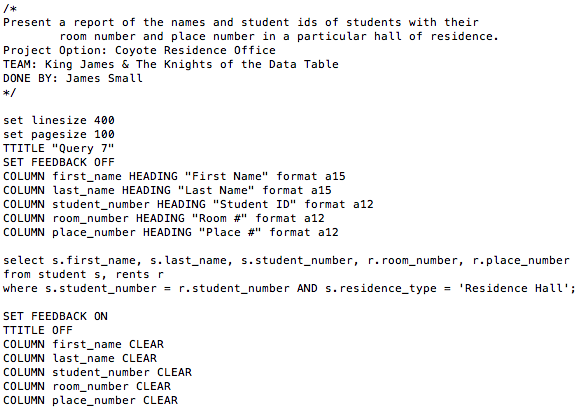 /*
Present a report of the names and student ids of students with their
room number and place number in a particular hall of residence.
Project Option: Coyote Residence Office
TEAM: King James & The Knights of the Data Table
DONE BY: James Small
*/
set linesize 400
set pagesize 100
TTITLE "Query 7"
SET FEEDBACK OFF
COLUMN first_name HEADING "First Name" format a15
COLUMN last_name HEADING "Last Name" format a15
COLUMN student_number HEADING "Student ID" format a12
COLUMN room_number HEADING "Room #" format a12
COLUMN place_number HEADING "Place #" format a12
select s.first_name, s.last_name, s.student_number, r.room_number, r.place_number
from student s, rents r
where s.student_number = r.student_number AND s.residence_type = 'Residence Hall';
SET FEEDBACK ON
TTITLE OFF
COLUMN first_name CLEAR
COLUMN last_name CLEAR
COLUMN student_number CLEAR
COLUMN room_number CLEAR
COLUMN place_number CLEAR